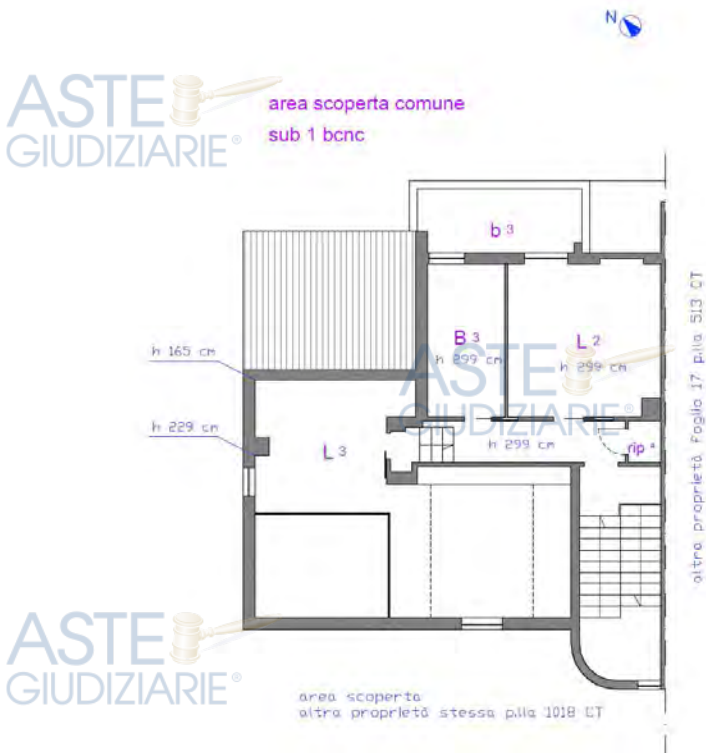 N
ASTE
GIUDIZIARIE®
area scoperta comune
sub 1 bcnc
b 3
h 165 cm
B 3
h 299 cm
L 2
h 299 cm
ASTE
GIUDIZIARIE®
h 229 cm
L 3
h 299 cm
rip 4
altra proprietà Foglio 17 p.lla 513 CT
ASTE
GIUDIZIARIE®
area scoperta
altra proprietà stessa p.lla 1018 CT